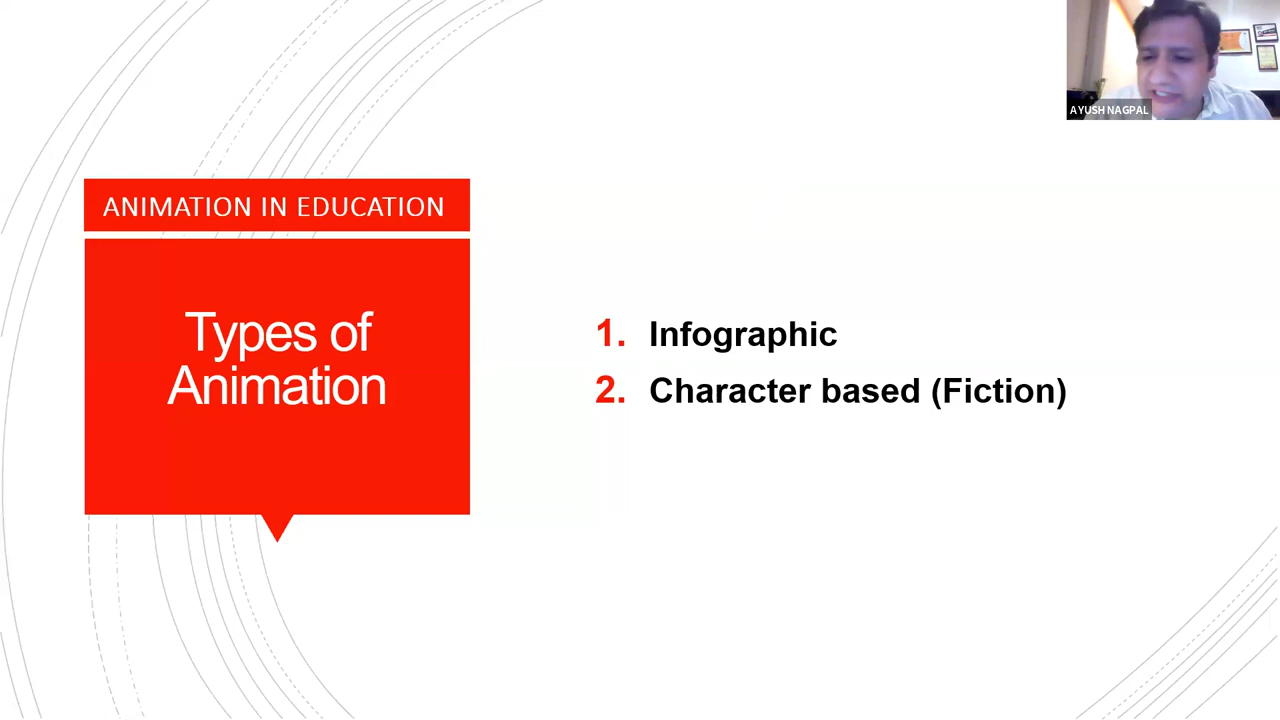 AYUSH NAGPAL
ANIMATION IN EDUCATION
Types of
Animation
1. Infographic
2. Character based (Fiction)